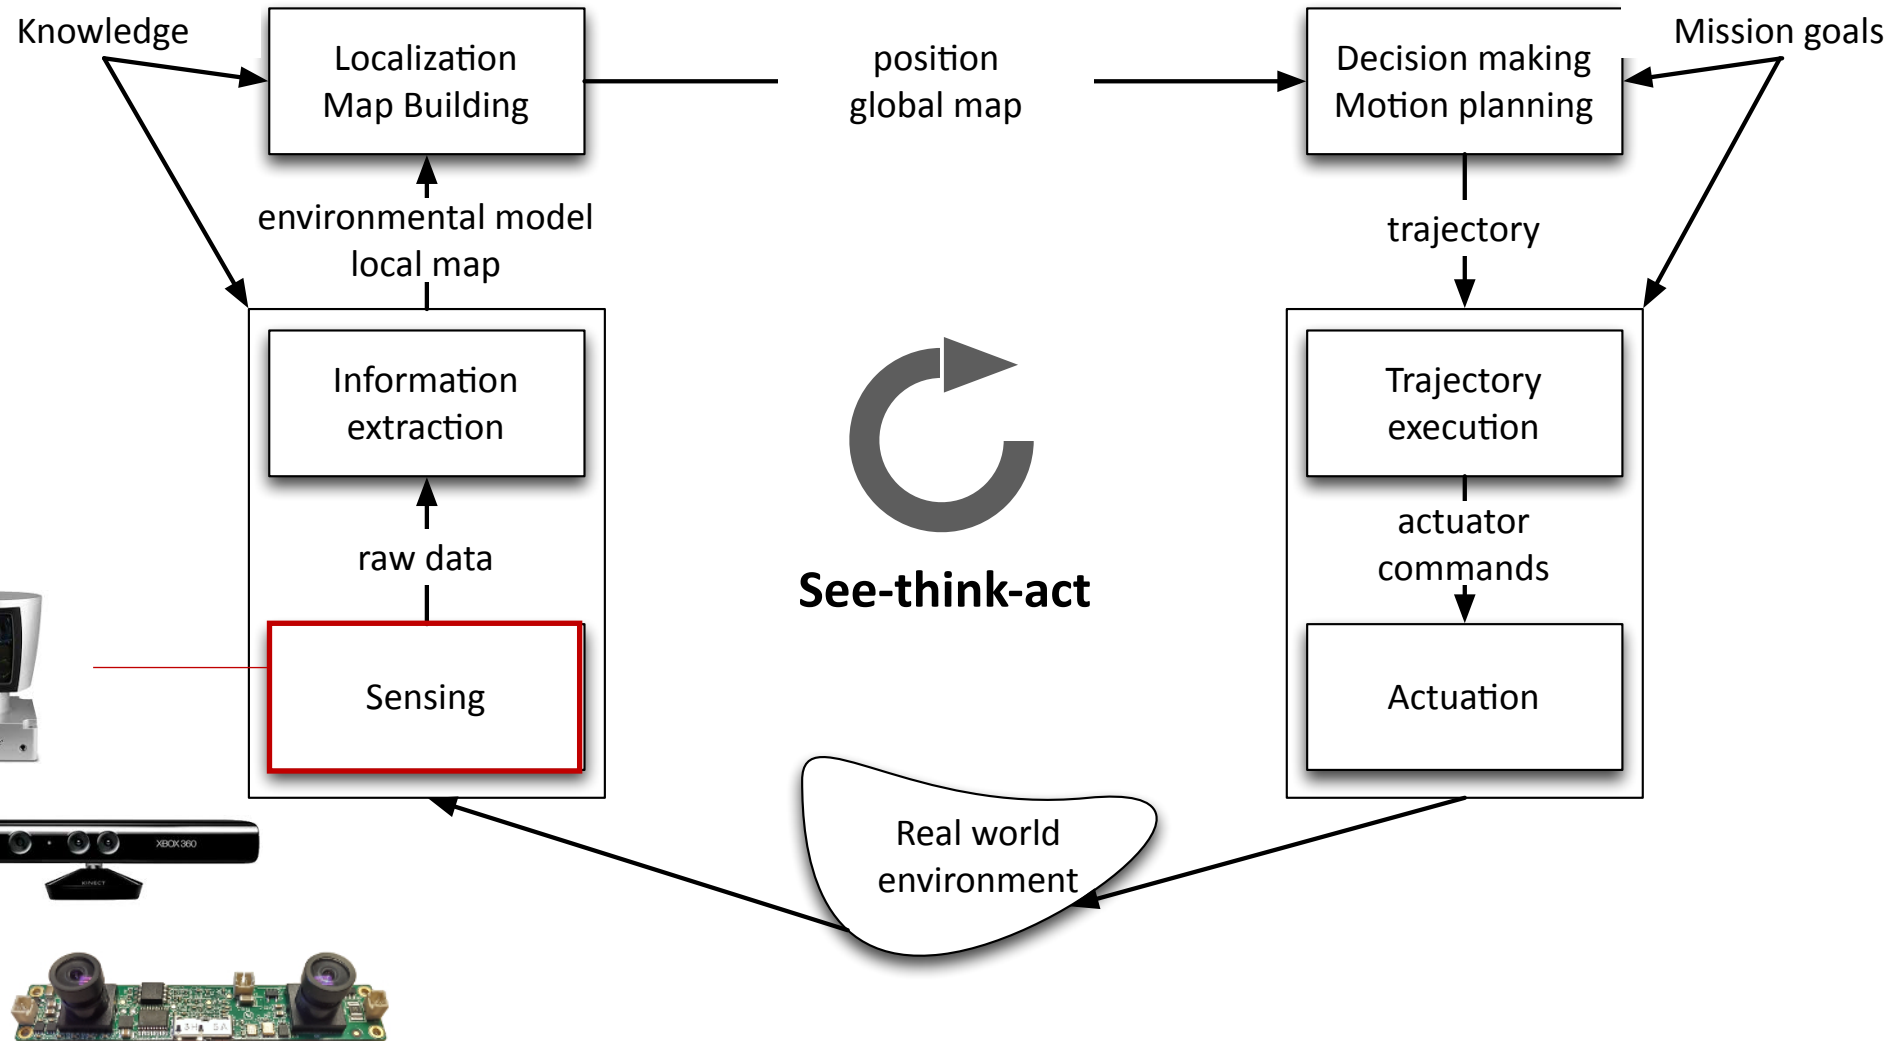 Knowledge
Localization
Map Building
position
global map
Decision making
Motion planning
Mission goals
environmental model
local map
trajectory
Information
extraction
Trajectory
execution
raw data
actuator
commands
See-think-act
Sensing
Actuation
Real world
environment
XBOX 360
KINECT